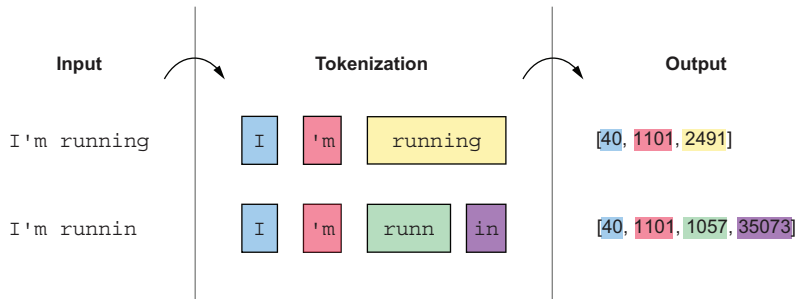 Input Tokenization Output
I'm running I 'm running [40, 1101, 2491]
I'm runnin I 'm runn in [40, 1101, 1057, 35073]